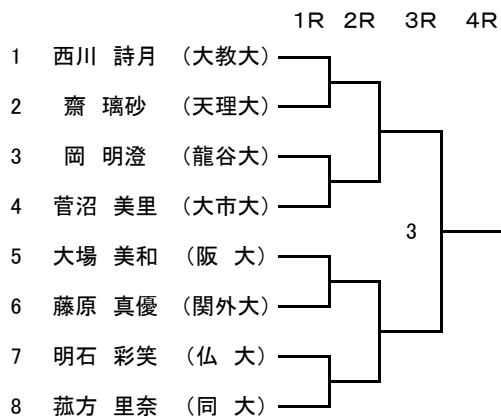 1R 2R 3R 4R
1 西川 詩月 (大教大)
2 齋 璃砂 (天理大)
3 岡 明澄 (龍谷大)
4 菅沼 美里 (大市大)
3
5 大場 美和 (阪 大)
6 藤原 真優 (関外大)
7 明石 彩笑 (仏 大)
8 菰方 里奈 (同 大)